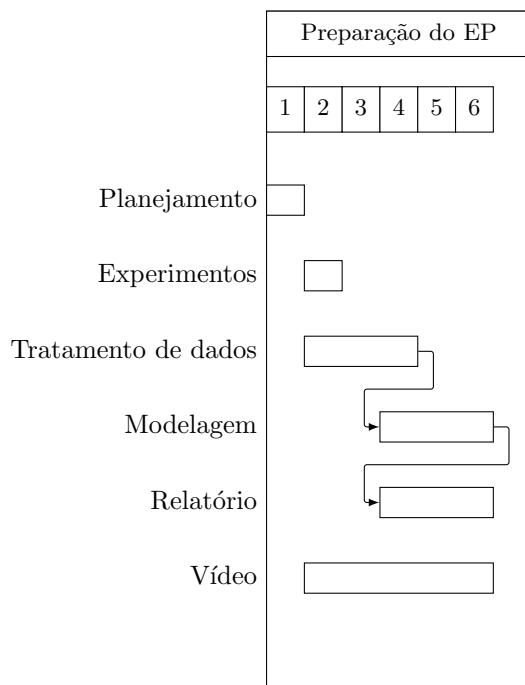 Preparação do EP
1 2 3 4 5 6
Planejamento
Experimentos
Tratamento de dados
Modelagem
Relatório
Vídeo